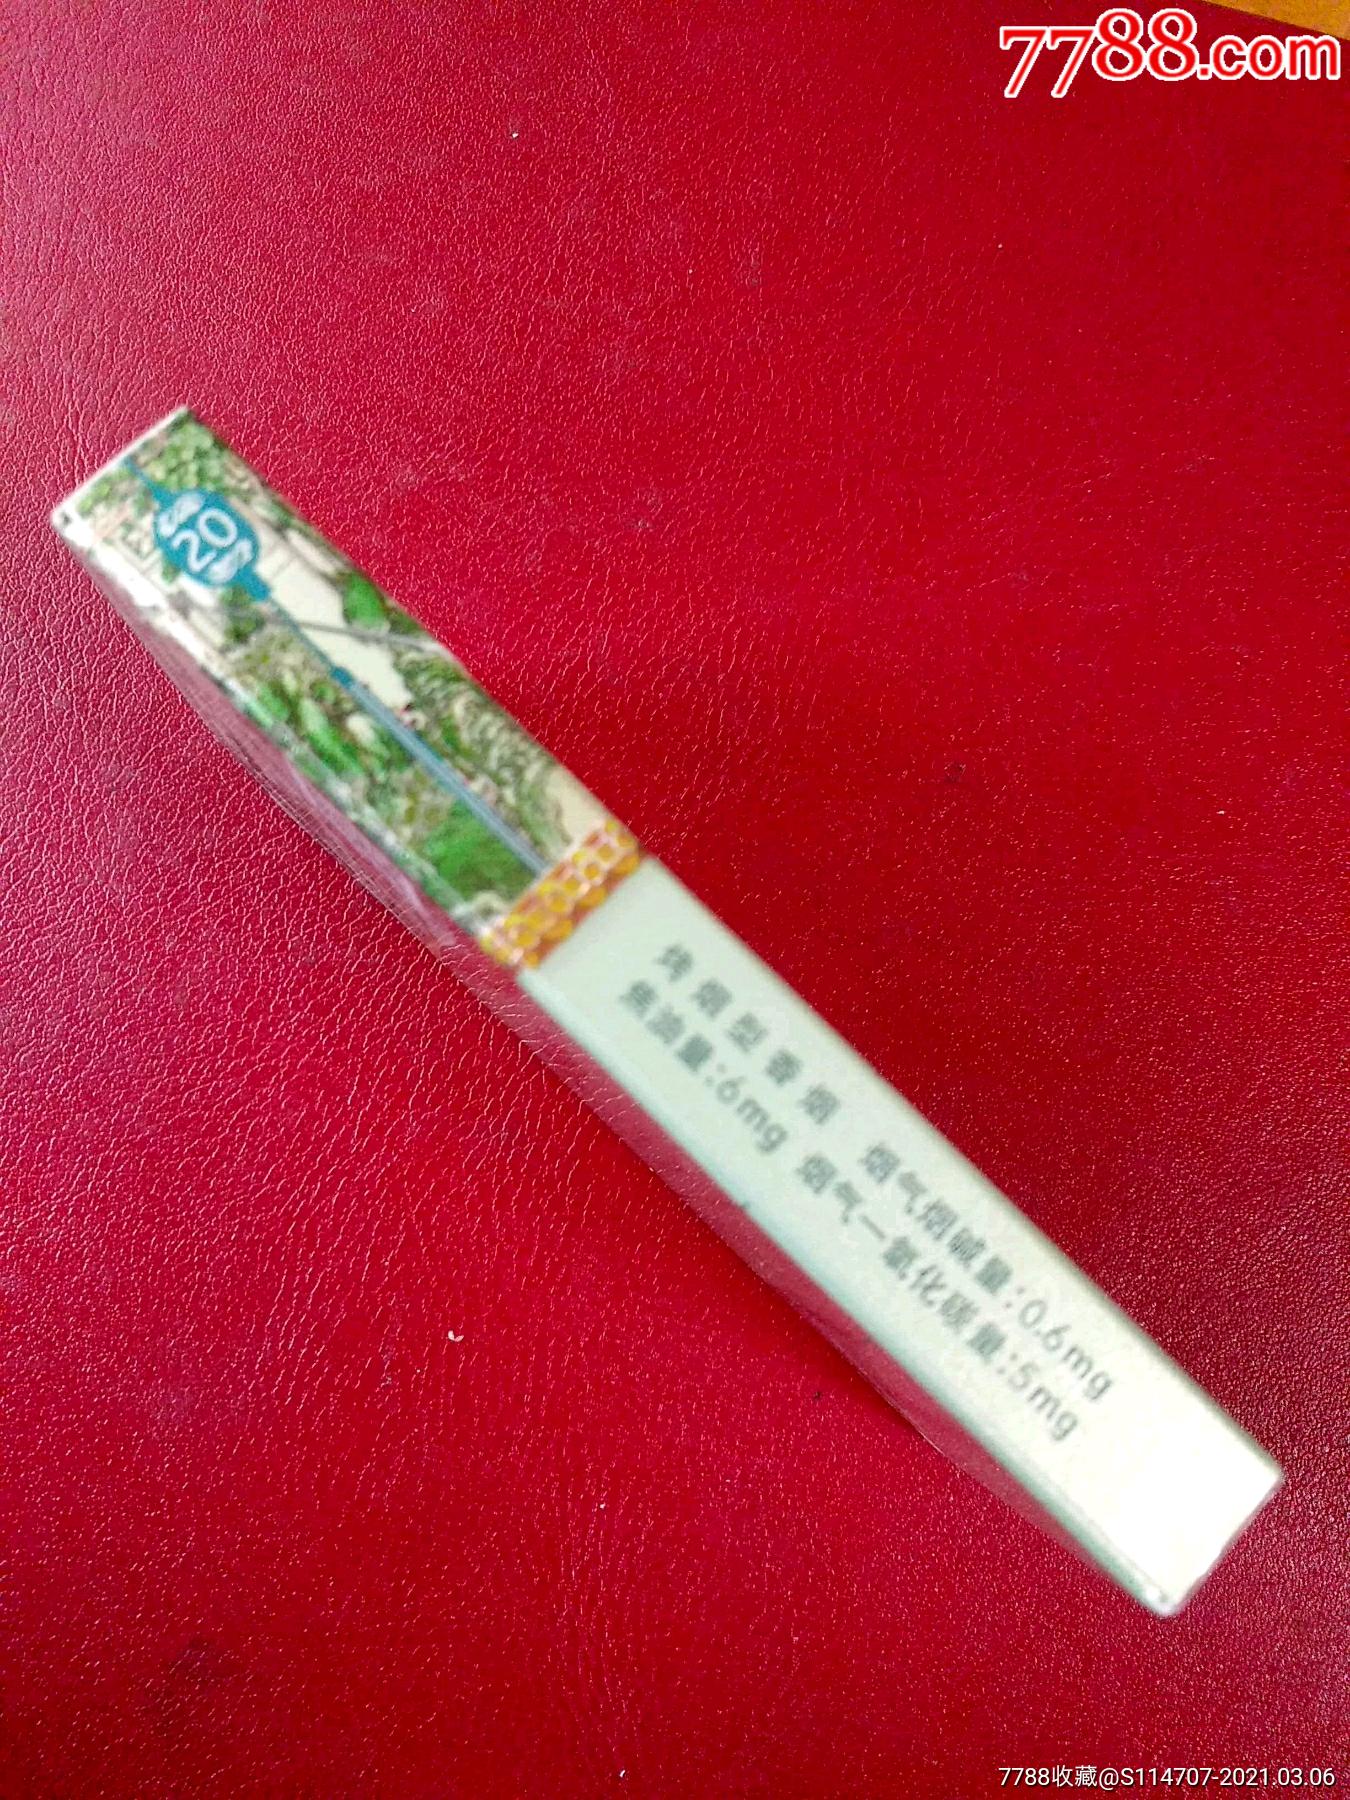 7788.com
20
烤烟型香烟 烟气烟碱量:0.6mg
焦油量:6mg 烟气一氧化碳量:5mg
7788收藏@S114707-2021.03.06